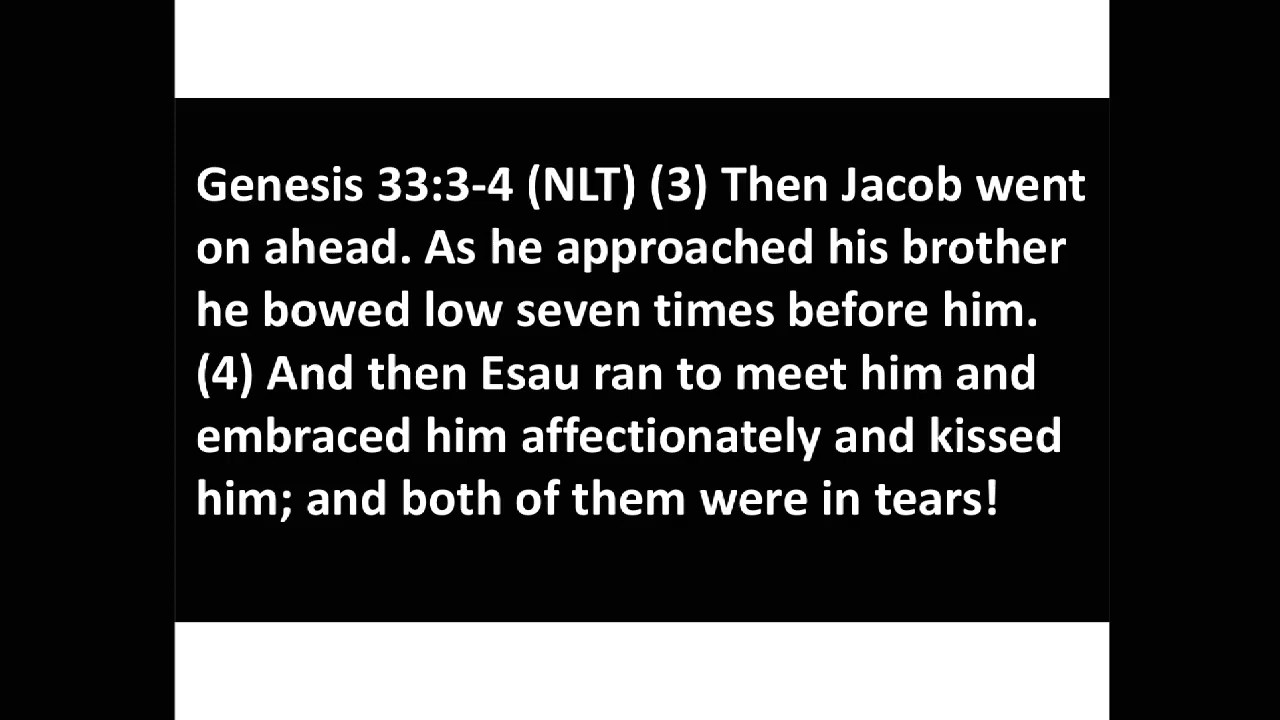 Genesis 33:3-4 (NLT) (3) Then Jacob went
on ahead. As he approached his brother
he bowed low seven times before him.
(4) And then Esau ran to meet him and
embraced him affectionately and kissed
him; and both of them were in tears!